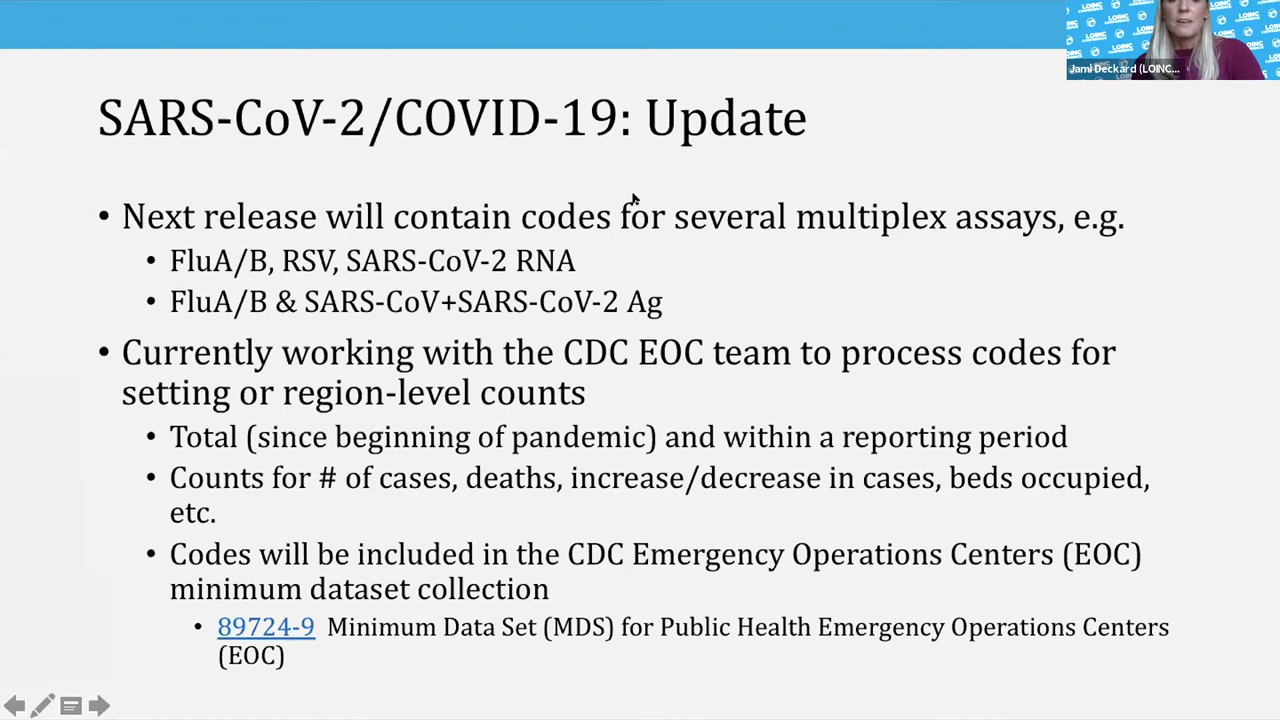 LOINC
CONFERENCE
Jami Deckard (LOINC...
SARS-CoV-2/COVID-19: Update
• Next release will contain codes for several multiplex assays, e.g.
• FluA/B, RSV, SARS-CoV-2 RNA
• FluA/B & SARS-CoV+SARS-CoV-2 Ag
• Currently working with the CDC EOC team to process codes for
setting or region-level counts
• Total (since beginning of pandemic) and within a reporting period
• Counts for # of cases, deaths, increase/decrease in cases, beds occupied,
etc.
• Codes will be included in the CDC Emergency Operations Centers (EOC)
minimum dataset collection
• 89724-9 Minimum Data Set (MDS) for Public Health Emergency Operations Centers
(EOC)